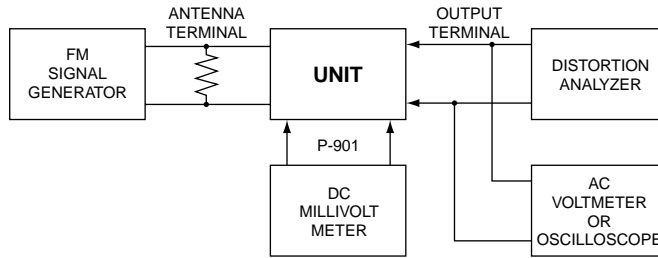 ANTENNA
TERMINAL
OUTPUT
TERMINAL
FM
SIGNAL
GENERATOR
UNIT
DISTORTION
ANALYZER
P-901
DC
MILLIVOLT
METER
AC
VOLTMETER
OR
OSCILLOSCOPE